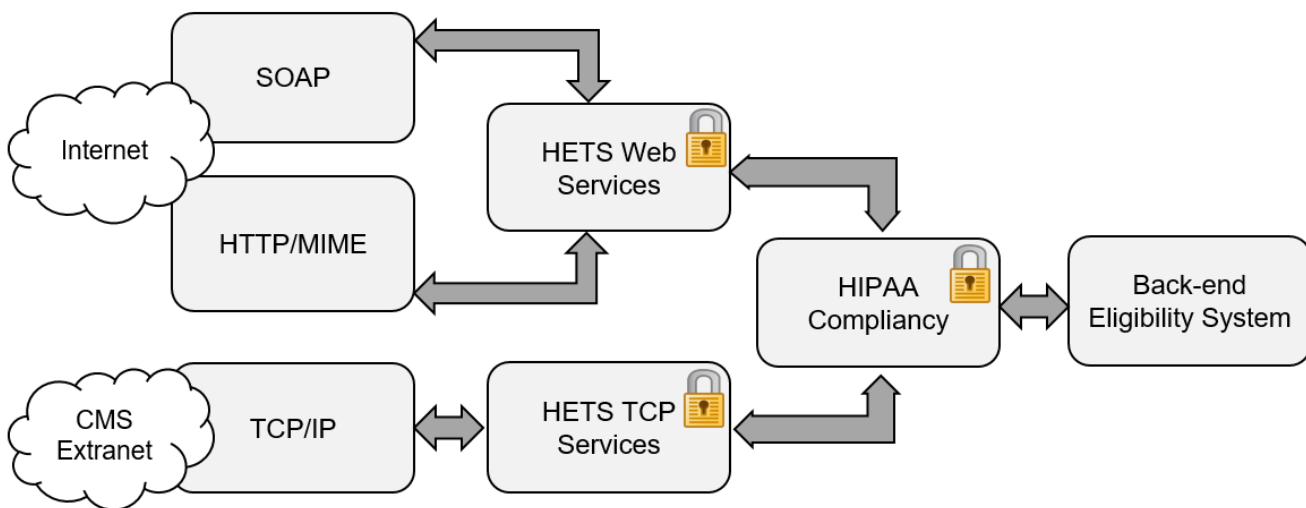 SOAP
Internet
HETS Web
Services
HTTP/MIME
HIPAA
Compliancy
Back-end
Eligibility System
CMS
Extranet
TCP/IP
HETS TCP
Services